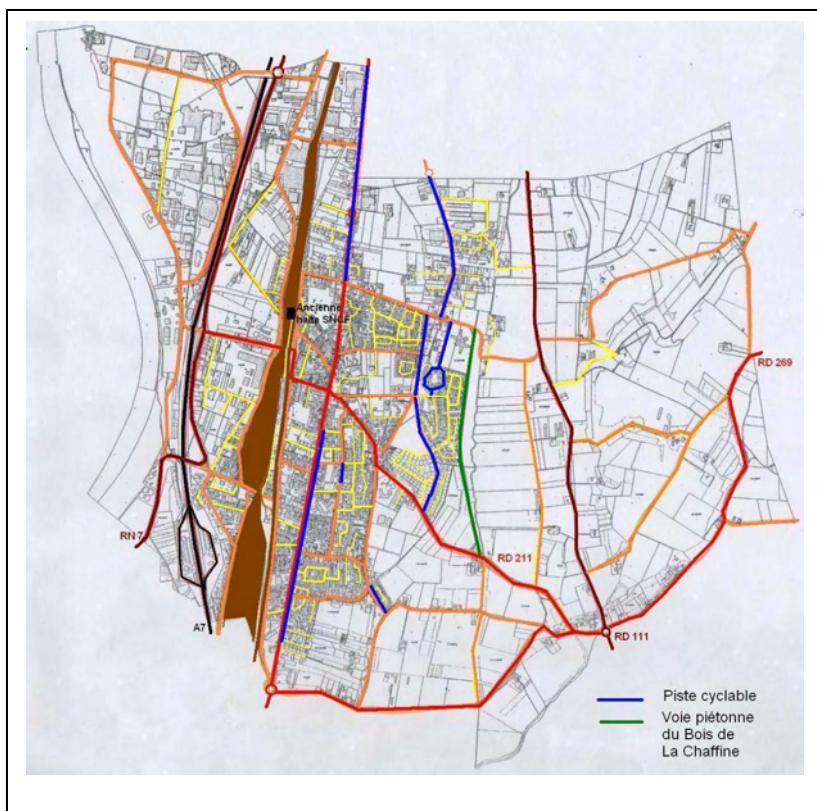 Ancienne
halte SNCF
RD 269
RN 7
RD 211
A7
RD 111
Piste cyclable
Voie piétonne
du Bois de
La Chaffine